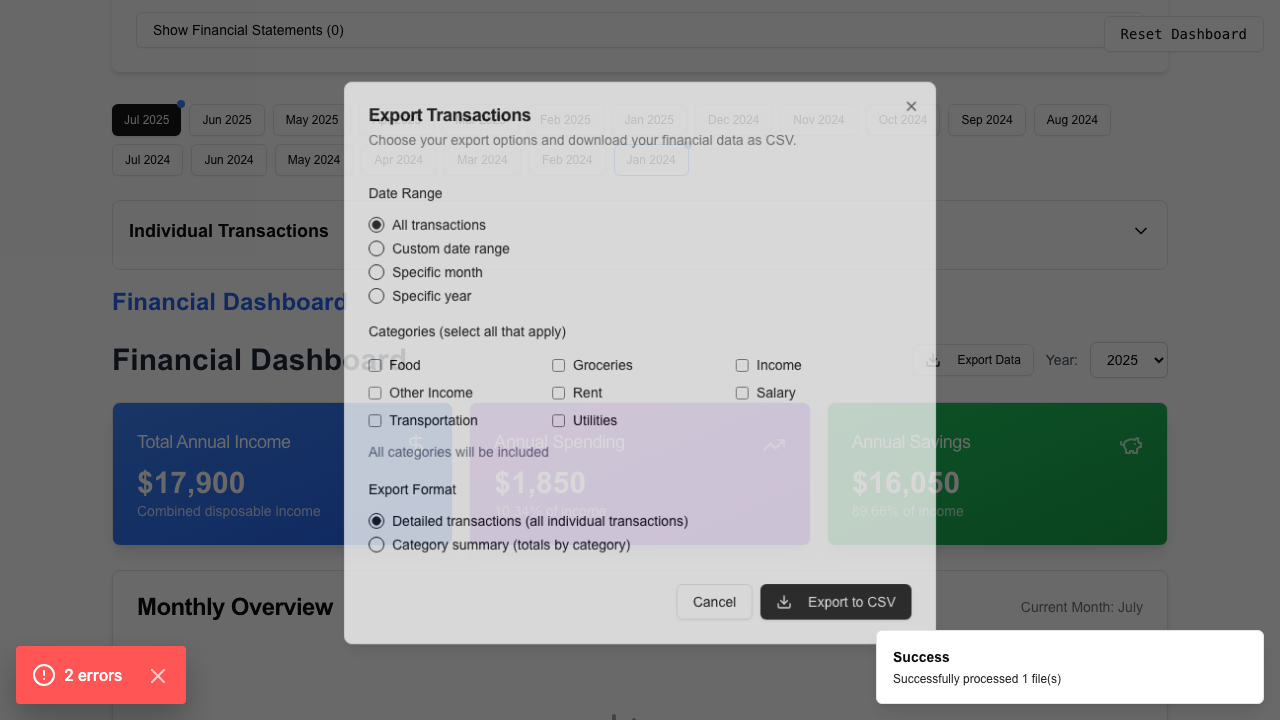 Show Financial Statements (0)
Reset Dashboard
Jul 2025
Jun 2025
May 2025
Feb 2025
Jan 2025
Dec 2024
Nov 2024
Oct 2024
Sep 2024
Aug 2024
Jul 2024
Jun 2024
May 2024
Apr 2024
Mar 2024
Feb 2024
Jan 2024
Export Transactions
Choose your export options and download your financial data as CSV.
Date Range
All transactions
Custom date range
Specific month
Specific year
Categories (select all that apply)
Food
Groceries
Income
Other Income
Rent
Salary
Transportation
Utilities
All categories will be included
Export Format
Detailed transactions (all individual transactions)
Category summary (totals by category)
Cancel
Export to CSV
Individual Transactions
Financial Dashboard
Financial Dashboard
Export Data
Year:
2025
Total Annual Income
$17,900
Combined disposable income
Annual Spending
$1,850
10.34% of income
Annual Savings
$16,050
89.66% of income
Monthly Overview
Current Month: July
2 errors
Success
Successfully processed 1 file(s)